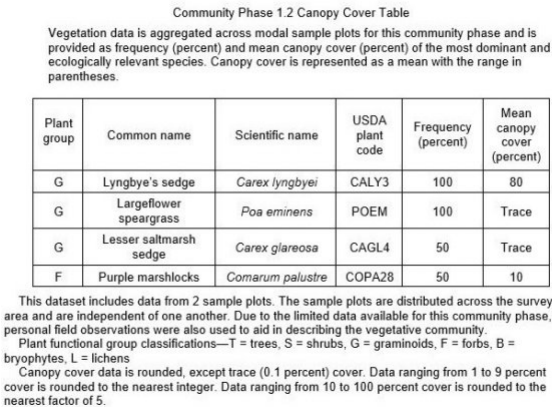 Community Phase 1.2 Canopy Cover Table
Vegetation data is aggregated across modal sample plots for this community phase and is
provided as frequency (percent) and mean canopy cover (percent) of the most dominant and
ecologically relevant species. Canopy cover is represented as a mean with the range in
parentheses.
Plant group Common name Scientific name USDA plant code Frequency (percent) Mean canopy cover (percent)
G Lyngbye's sedge Carex lyngbyei CALY3 100 80
G Largeflower speargrass Poa eminens POEM 100 Trace
G Lesser saltmarsh sedge Carex glareosa CAGL4 50 Trace
F Purple marshlocks Comarum palustre COPA28 50 10
This dataset includes data from 2 sample plots. The sample plots are distributed across the survey
area and are independent of one another. Due to the limited data available for this community phase,
personal field observations were also used to aid in describing the vegetative community.
Plant functional group classifications—T = trees, S = shrubs, G = graminoids, F = forbs, B =
bryophytes, L = lichens
Canopy cover data is rounded, except trace (0.1 percent) cover. Data ranging from 1 to 9 percent
cover is rounded to the nearest integer. Data ranging from 10 to 100 percent cover is rounded to the
nearest factor of 5.